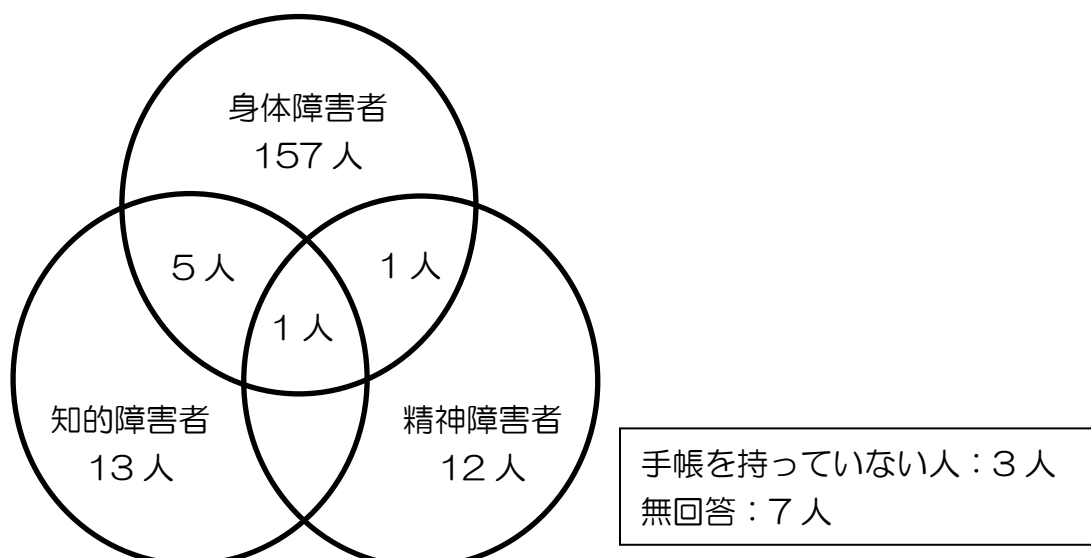 身体障害者
157人
5人
1人
1人
知的障害者
13人
精神障害者
12人
手帳を持っていない人：3人
無回答：7人